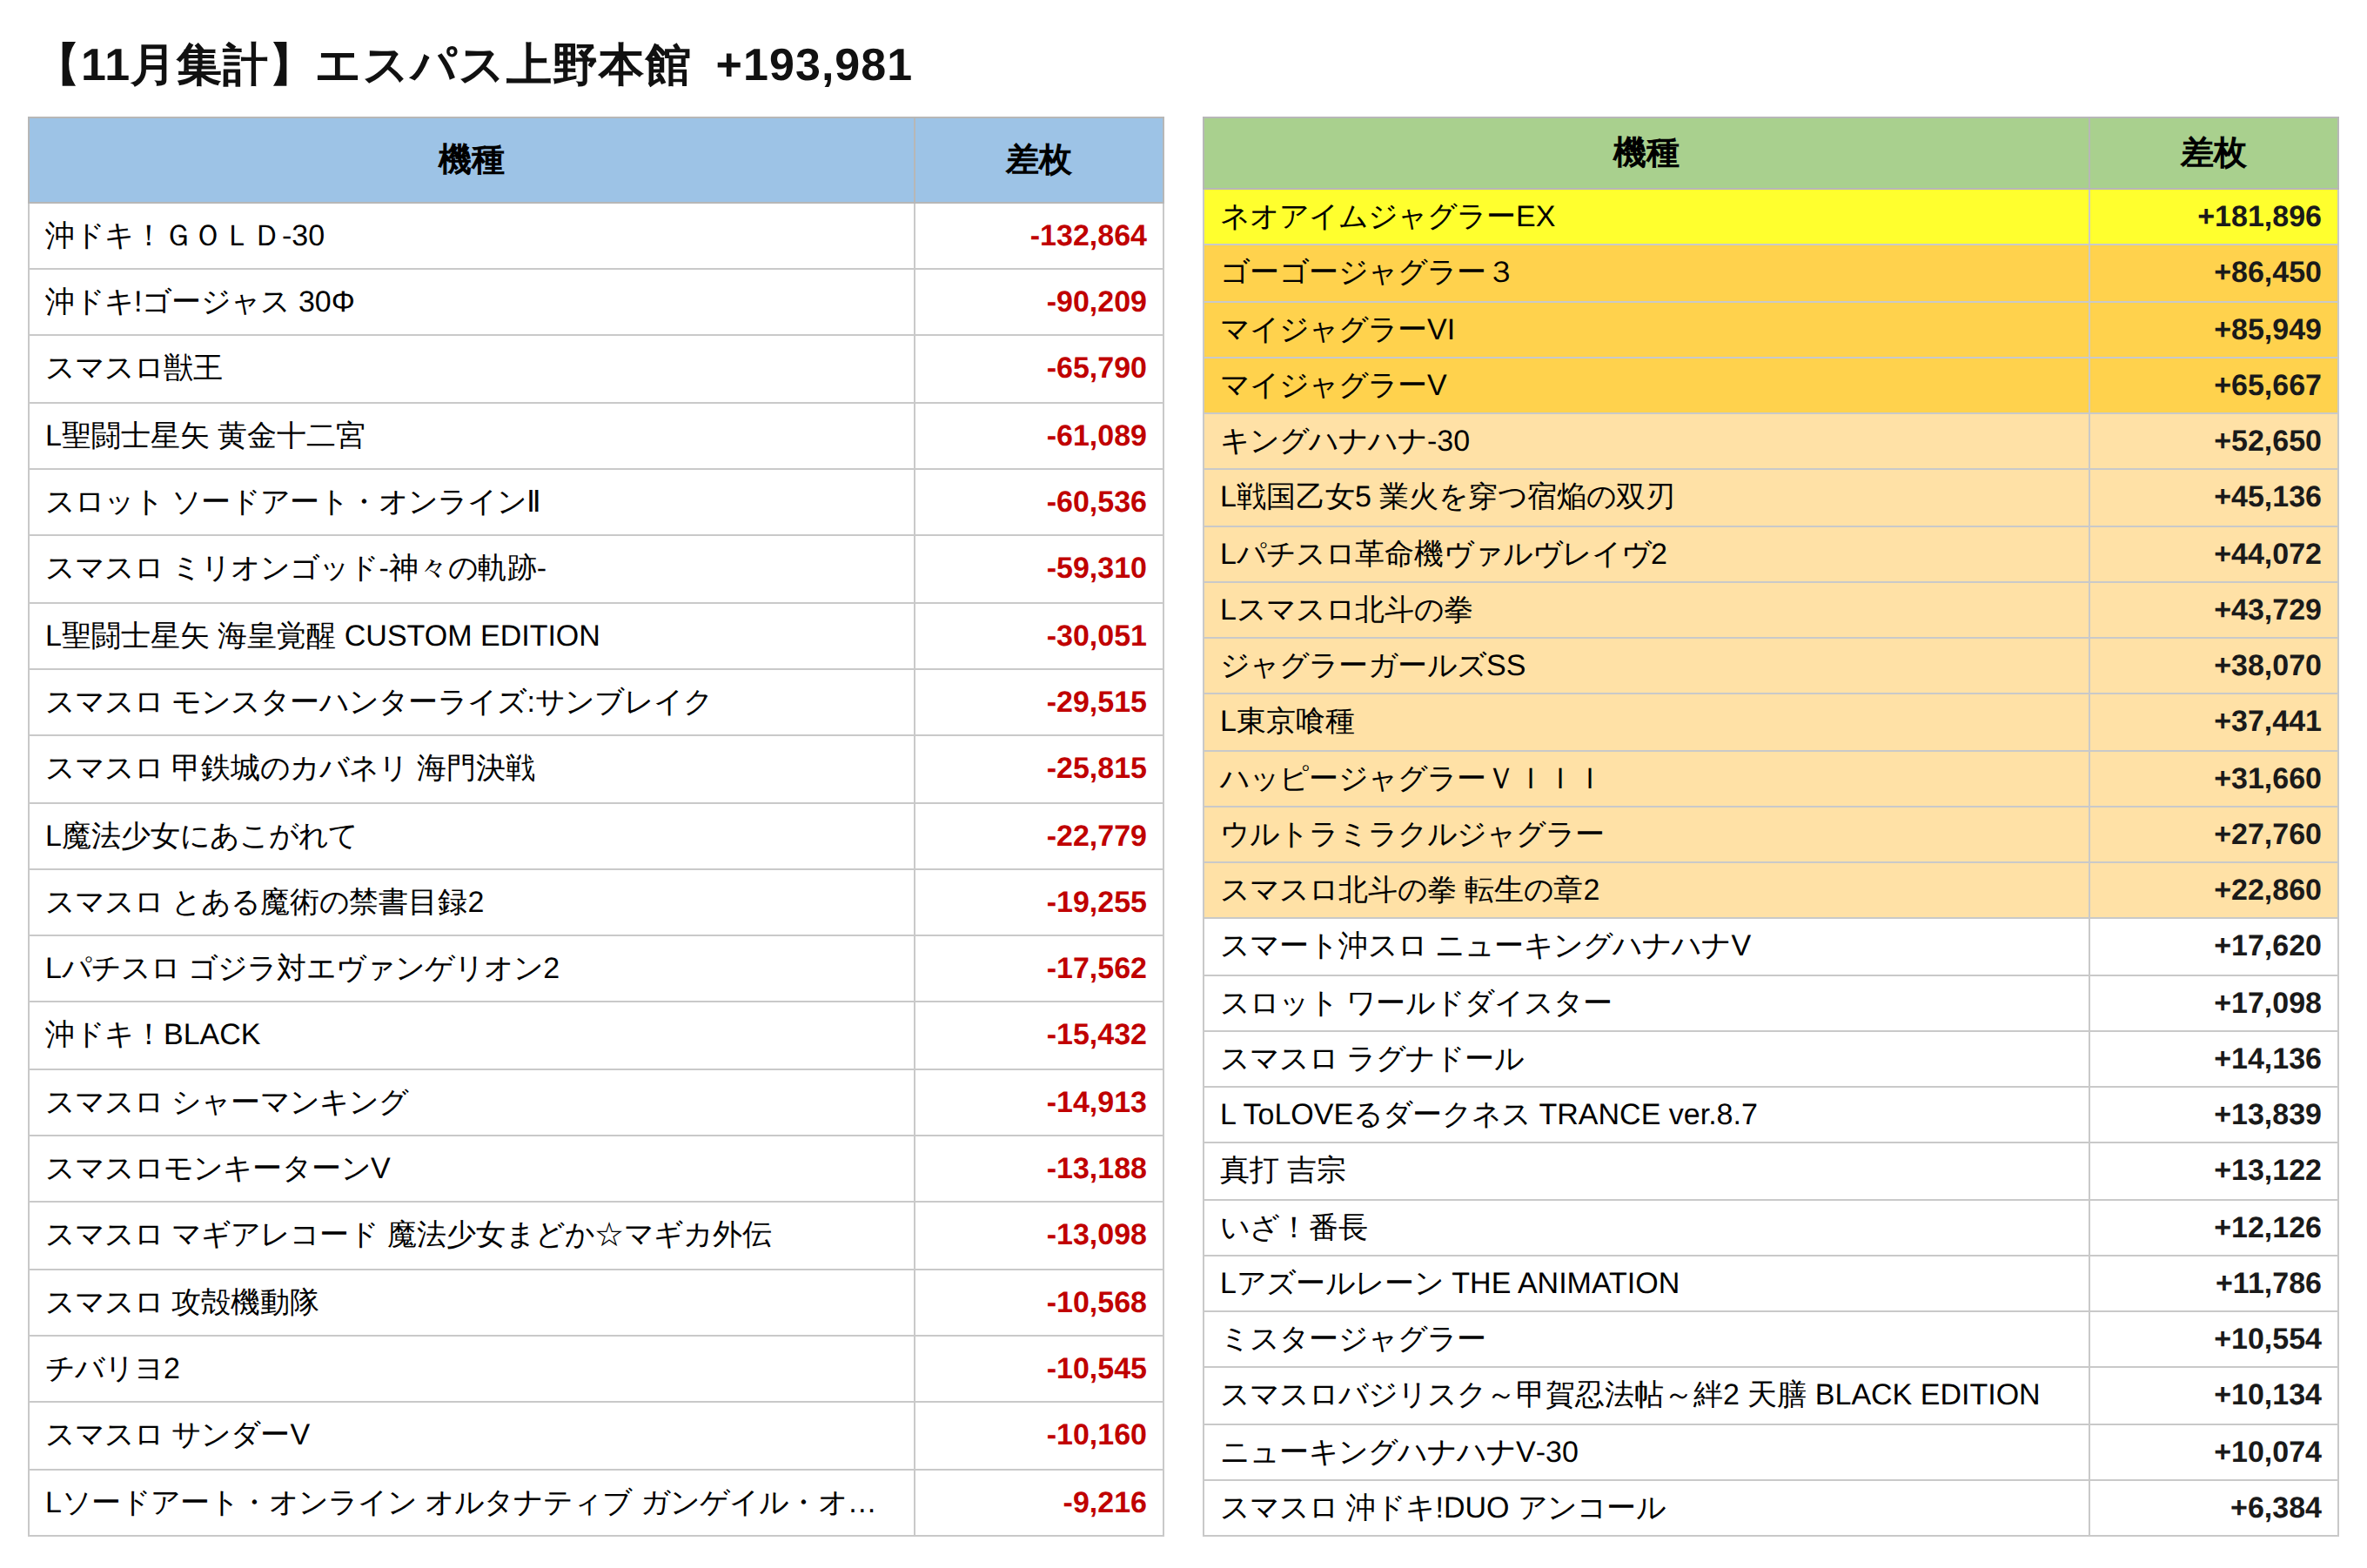 【11月集計】エスパス上野本館 +193,981
機種 差枚
沖ドキ！ＧＯＬＤ-30 -132,864
沖ドキ!ゴージャス 30Φ -90,209
スマスロ獣王 -65,790
L聖闘士星矢 黄金十二宮 -61,089
スロット ソードアート・オンラインⅡ -60,536
スマスロ ミリオンゴッド-神々の軌跡- -59,310
L聖闘士星矢 海皇覚醒 CUSTOM EDITION -30,051
スマスロ モンスターハンターライズ:サンブレイク -29,515
スマスロ 甲鉄城のカバネリ 海門決戦 -25,815
L魔法少女にあこがれて -22,779
スマスロ とある魔術の禁書目録2 -19,255
Lパチスロ ゴジラ対エヴァンゲリオン2 -17,562
沖ドキ！BLACK -15,432
スマスロ シャーマンキング -14,913
スマスロモンキーターンV -13,188
スマスロ マギアレコード 魔法少女まどか☆マギカ外伝 -13,098
スマスロ 攻殻機動隊 -10,568
チバリヨ2 -10,545
スマスロ サンダーV -10,160
Lソードアート・オンライン オルタナティブ ガンゲイル・オ… -9,216
機種 差枚
ネオアイムジャグラーEX +181,896
ゴーゴージャグラー３ +86,450
マイジャグラーVI +85,949
マイジャグラーV +65,667
キングハナハナ-30 +52,650
L戦国乙女5 業火を穿つ宿焔の双刃 +45,136
Lパチスロ革命機ヴァルヴレイヴ2 +44,072
Lスマスロ北斗の拳 +43,729
ジャグラーガールズSS +38,070
L東京喰種 +37,441
ハッピージャグラーＶＩＩＩ +31,660
ウルトラミラクルジャグラー +27,760
スマスロ北斗の拳 転生の章2 +22,860
スマート沖スロ ニューキングハナハナV +17,620
スロット ワールドダイスター +17,098
スマスロ ラグナドール +14,136
L ToLOVEるダークネス TRANCE ver.8.7 +13,839
真打 吉宗 +13,122
いざ！番長 +12,126
Lアズールレーン THE ANIMATION +11,786
ミスタージャグラー +10,554
スマスロバジリスク～甲賀忍法帖～絆2 天膳 BLACK EDITION +10,134
ニューキングハナハナV-30 +10,074
スマスロ 沖ドキ!DUO アンコール +6,384